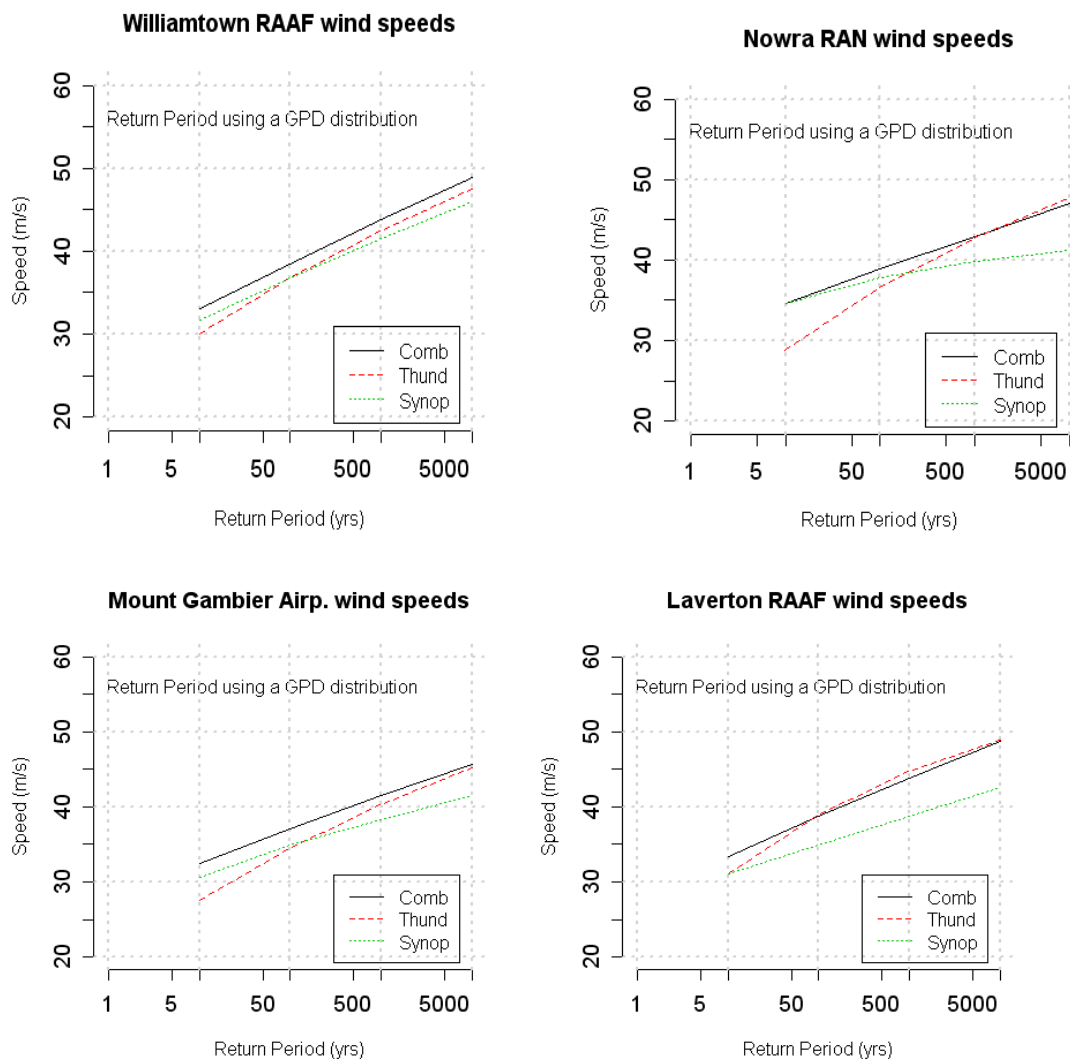 Williamtown RAAF wind speeds
Speed (m/s)
60
50
40
30
20
Return Period using a GPD distribution
Comb
Thund
Synop
1 5 50 500 5000
Return Period (yrs)
Nowra RAN wind speeds
Speed (m/s)
60
50
40
30
20
Return Period using a GPD distribution
Comb
Thund
Synop
1 5 50 500 5000
Return Period (yrs)
Mount Gambier Airp. wind speeds
Speed (m/s)
60
50
40
30
20
Return Period using a GPD distribution
Comb
Thund
Synop
1 5 50 500 5000
Return Period (yrs)
Laverton RAAF wind speeds
Speed (m/s)
60
50
40
30
20
Return Period using a GPD distribution
Comb
Thund
Synop
1 5 50 500 5000
Return Period (yrs)